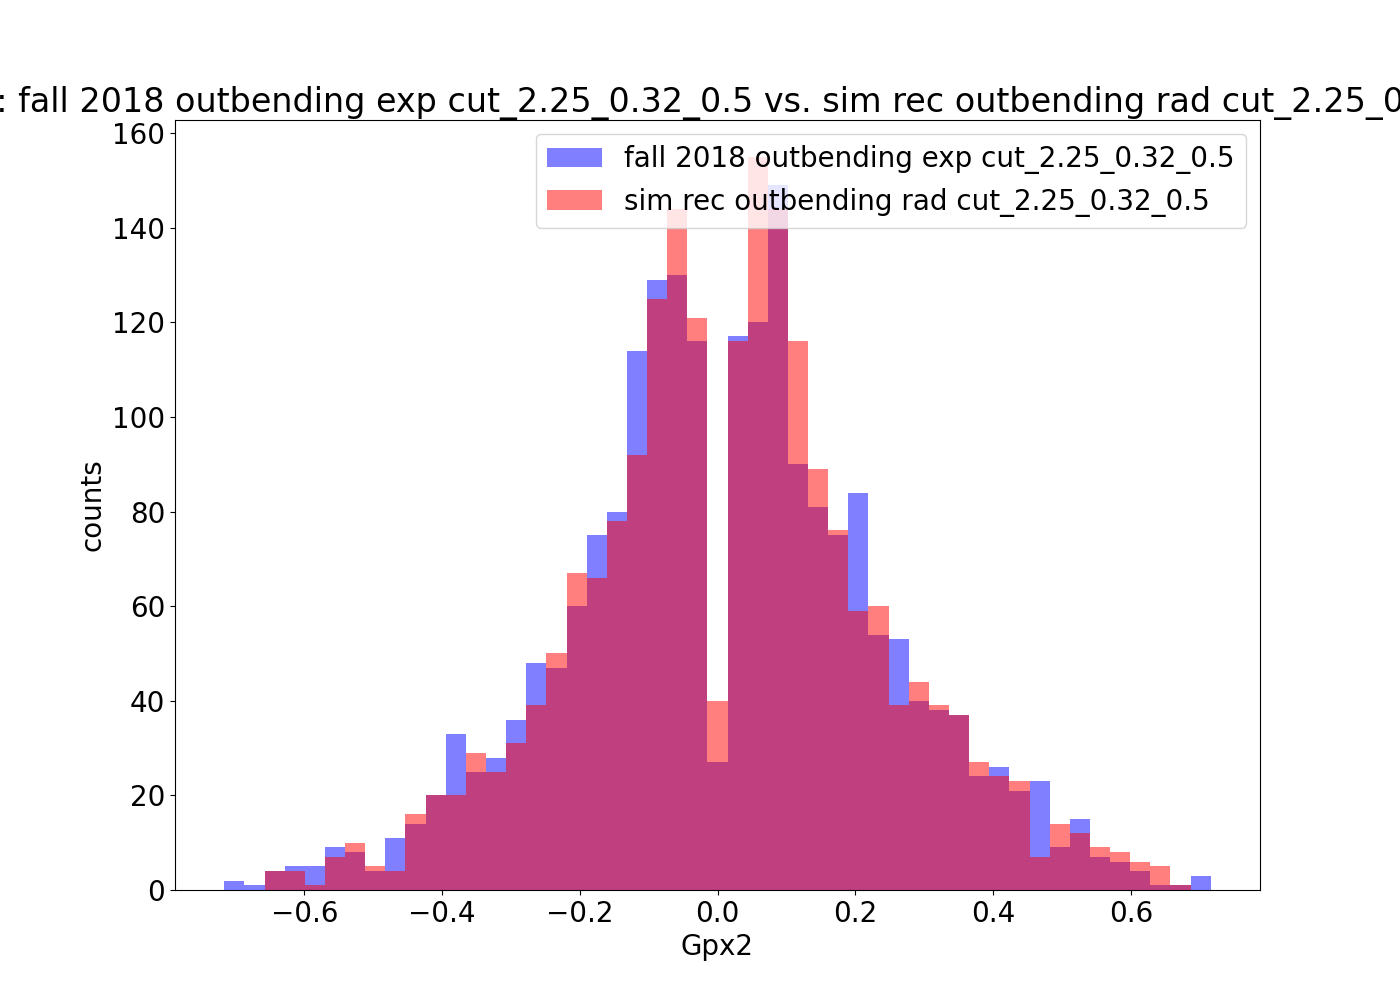 : fall 2018 outbending exp cut_2.25_0.32_0.5 vs. sim rec outbending rad cut_2.25_0
160
140
120
100
80
60
40
20
0
counts
fall 2018 outbending exp cut_2.25_0.32_0.5
sim rec outbending rad cut_2.25_0.32_0.5
−0.6 −0.4 −0.2 0.0 0.2 0.4 0.6
Gpx2